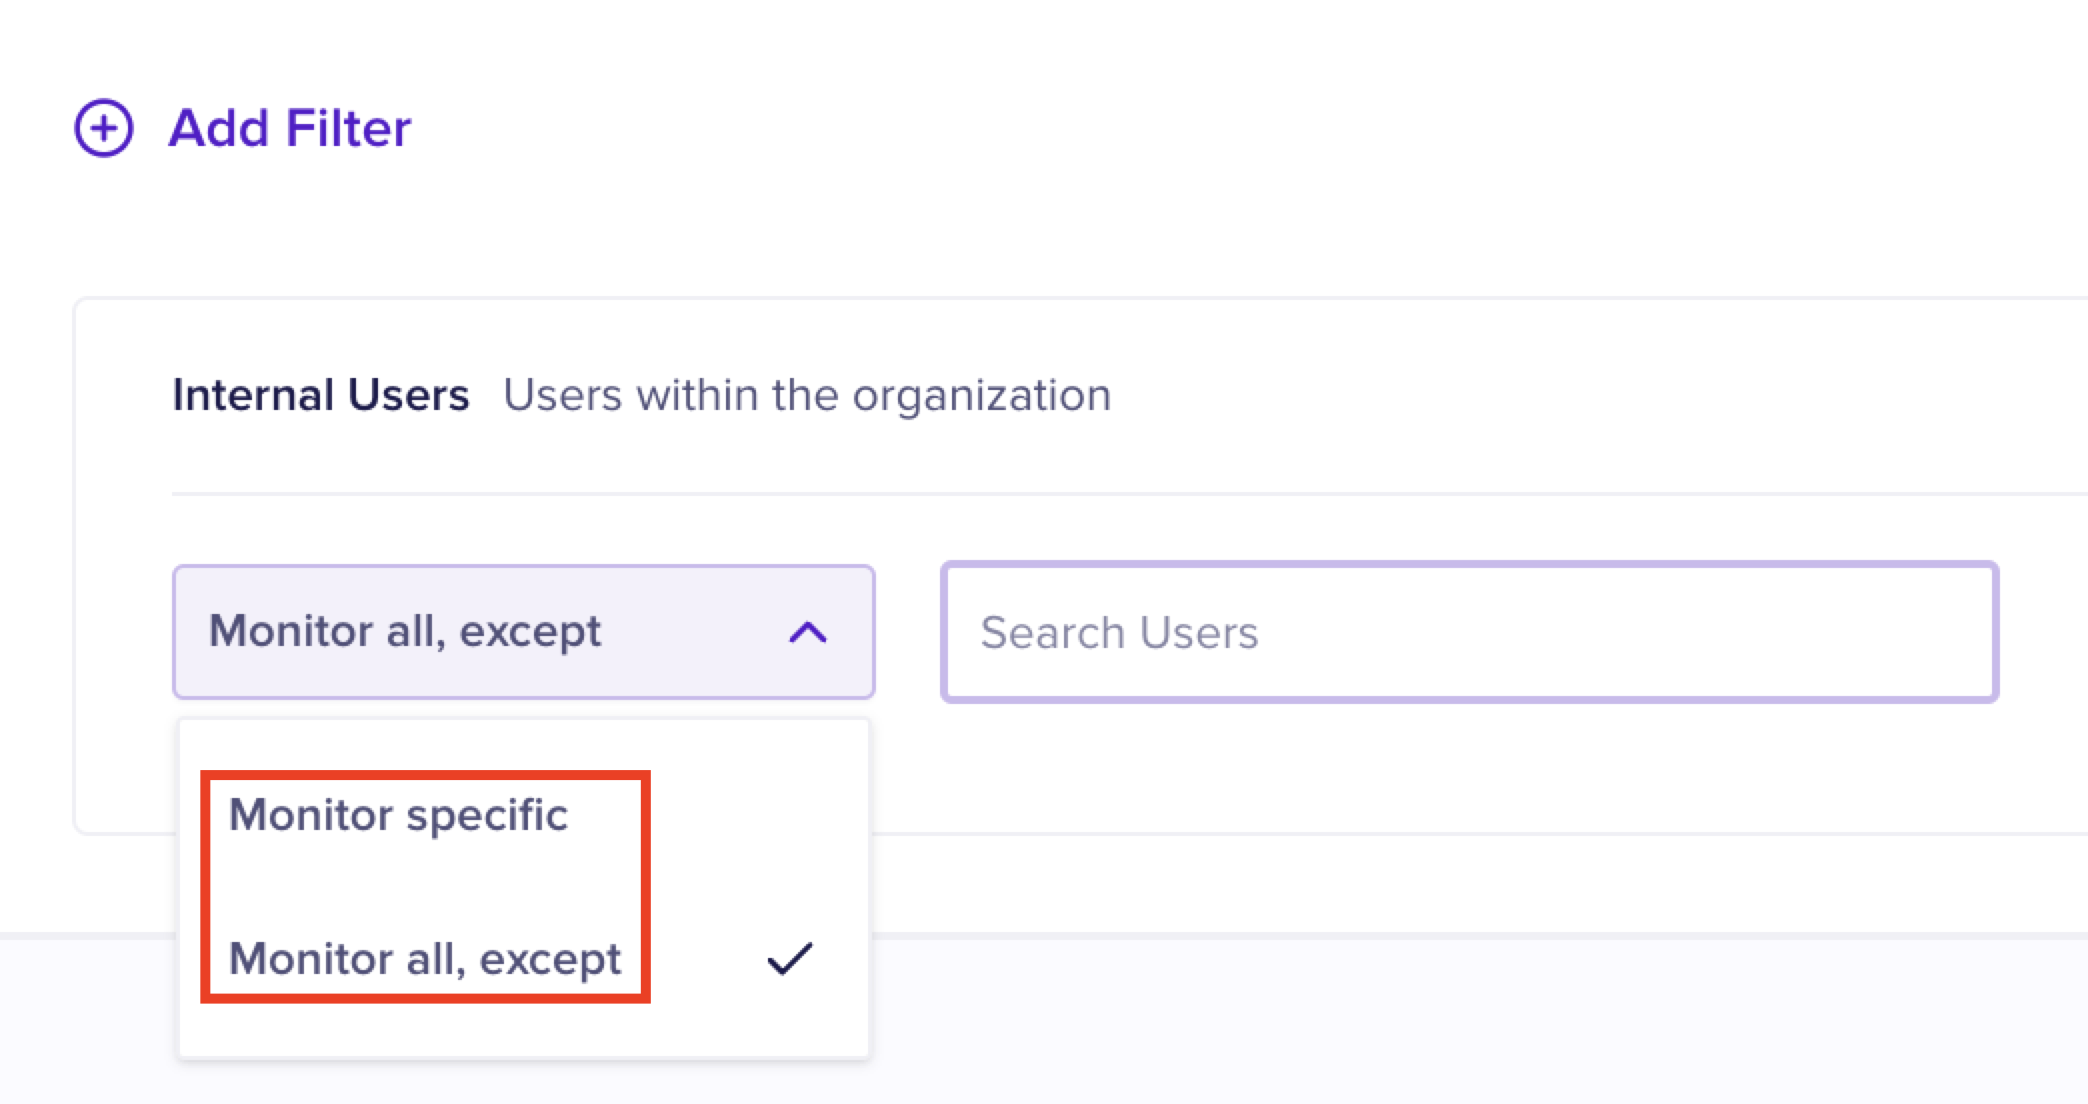 Add Filter
Internal Users Users within the organization
Monitor all, except
Search Users
Monitor specific
Monitor all, except